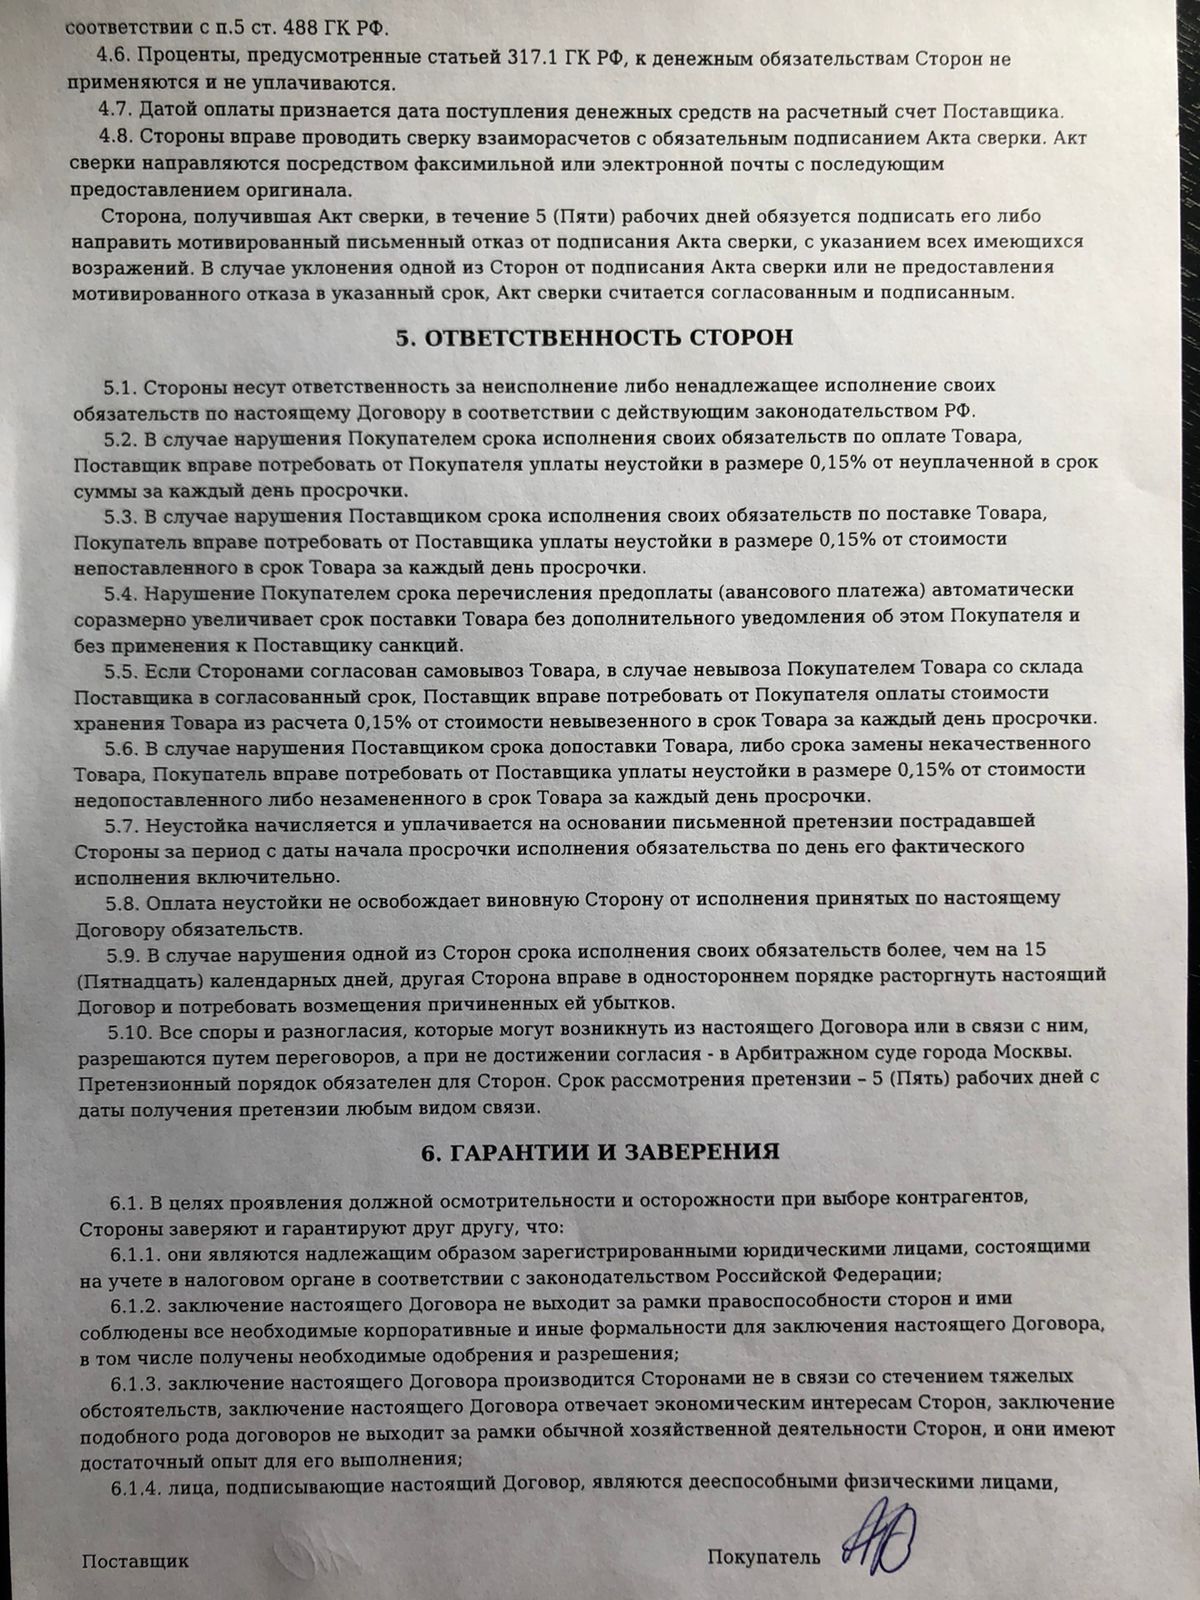 соответствии с п.5 ст. 488 ГК РФ.
4.6. Проценты, предусмотренные статьей 317.1 ГК РФ, к денежным обязательствам Сторон не
применяются и не уплачиваются.
4.7. Датой оплаты признается дата поступления денежных средств на расчетный счет Поставщика.
4.8. Стороны вправе проводить сверку взаиморасчетов с обязательным подписанием Акта сверки. Акт
сверки направляются посредством факсимильной или электронной почты с последующим
предоставлением оригинала.
Сторона, получившая Акт сверки, в течение 5 (Пяти) рабочих дней обязуется подписать его либо
направить мотивированный письменный отказ от подписания Акта сверки, с указанием всех имеющихся
возражений. В случае уклонения одной из Сторон от подписания Акта сверки или не предоставления
мотивированного отказа в указанный срок, Акт сверки считается согласованным и подписанным.
5. ОТВЕТСТВЕННОСТЬ СТОРОН
5.1. Стороны несут ответственность за неисполнение либо ненадлежащее исполнение своих
обязательств по настоящему Договору в соответствии с действующим законодательством РФ.
5.2. В случае нарушения Покупателем срока исполнения своих обязательств по оплате Товара,
Поставщик вправе потребовать от Покупателя уплаты неустойки в размере 0,15% от неуплаченной в срок
суммы за каждый день просрочки.
5.3. В случае нарушения Поставщиком срока исполнения своих обязательств по поставке Товара,
Покупатель вправе потребовать от Поставщика уплаты неустойки в размере 0,15% от стоимости
непоставленного в срок Товара за каждый день просрочки.
5.4. Нарушение Покупателем срока перечисления предоплаты (авансового платежа) автоматически
соразмерно увеличивает срок поставки Товара без дополнительного уведомления об этом Покупателя и
без применения к Поставщику санкций.
5.5. Если Сторонами согласован самовывоз Товара, в случае невывоза Покупателем Товара со склада
Поставщика в согласованный срок, Поставщик вправе потребовать от Покупателя оплаты стоимости
хранения Товара из расчета 0,15% от стоимости невывезенного в срок Товара за каждый день просрочки.
5.6. В случае нарушения Поставщиком срока допоставки Товара, либо срока замены некачественного
Товара, Покупатель вправе потребовать от Поставщика уплаты неустойки в размере 0,15% от стоимости
недопоставленного либо незамененного в срок Товара за каждый день просрочки.
5.7. Неустойка начисляется и уплачивается на основании письменной претензии пострадавшей
Стороны за период с даты начала просрочки исполнения обязательства по день его фактического
исполнения включительно.
5.8. Оплата неустойки не освобождает виновную Сторону от исполнения принятых по настоящему
Договору обязательств.
5.9. В случае нарушения одной из Сторон срока исполнения своих обязательств более, чем на 15
(Пятнадцать) календарных дней, другая Сторона вправе в одностороннем порядке расторгнуть настоящий
Договор и потребовать возмещения причиненных ей убытков.
5.10. Все споры и разногласия, которые могут возникнуть из настоящего Договора или в связи с ним,
разрешаются путем переговоров, а при не достижении согласия - в Арбитражном суде города Москвы.
Претензионный порядок обязателен для Сторон. Срок рассмотрения претензии – 5 (Пять) рабочих дней с
даты получения претензии любым видом связи.
6. ГАРАНТИИ И ЗАВЕРЕНИЯ
6.1. В целях проявления должной осмотрительности и осторожности при выборе контрагентов,
Стороны заверяют и гарантируют друг другу, что:
6.1.1. они являются надлежащим образом зарегистрированными юридическими лицами, состоящими
на учете в налоговом органе в соответствии с законодательством Российской Федерации;
6.1.2. заключение настоящего Договора не выходит за рамки правоспособности сторон и ими
соблюдены все необходимые корпоративные и иные формальности для заключения настоящего Договора,
в том числе получены необходимые одобрения и разрешения;
6.1.3. заключение настоящего Договора производится Сторонами не в связи со стечением тяжелых
обстоятельств, заключение настоящего Договора отвечает экономическим интересам Сторон, заключение
подобного рода договоров не выходит за рамки обычной хозяйственной деятельности Сторон, и они имеют
достаточный опыт для его выполнения;
6.1.4. лица, подписывающие настоящий Договор, являются дееспособными физическими лицами,
Поставщик Покупатель